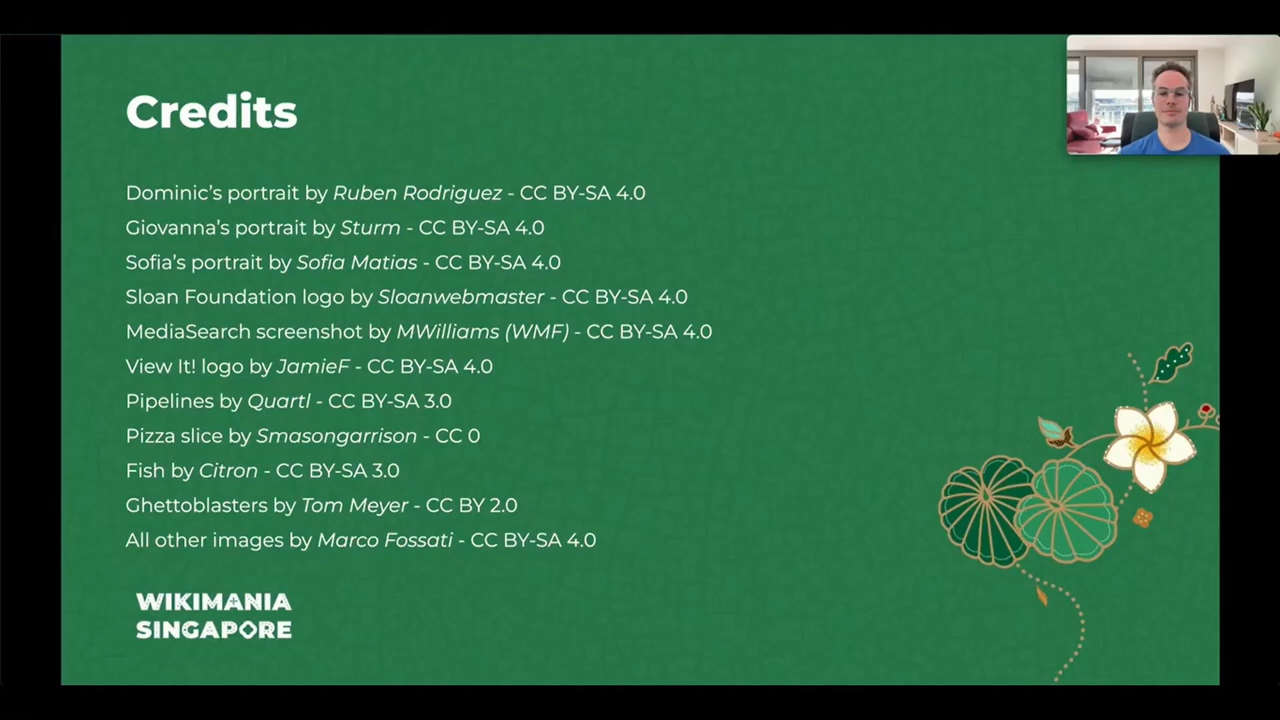 Credits
Dominic’s portrait by Ruben Rodriguez - CC BY-SA 4.0
Giovanna’s portrait by Sturm - CC BY-SA 4.0
Sofia’s portrait by Sofia Matias - CC BY-SA 4.0
Sloan Foundation logo by Sloanwebmaster - CC BY-SA 4.0
MediaSearch screenshot by MWilliams (WMF) - CC BY-SA 4.0
View It! logo by JamieF - CC BY-SA 4.0
Pipelines by Quartl - CC BY-SA 3.0
Pizza slice by Smasongarrison - CC 0
Fish by Citron - CC BY-SA 3.0
Ghettoblasters by Tom Meyer - CC BY 2.0
All other images by Marco Fossati - CC BY-SA 4.0
WIKIMANIA
SINGAPORE